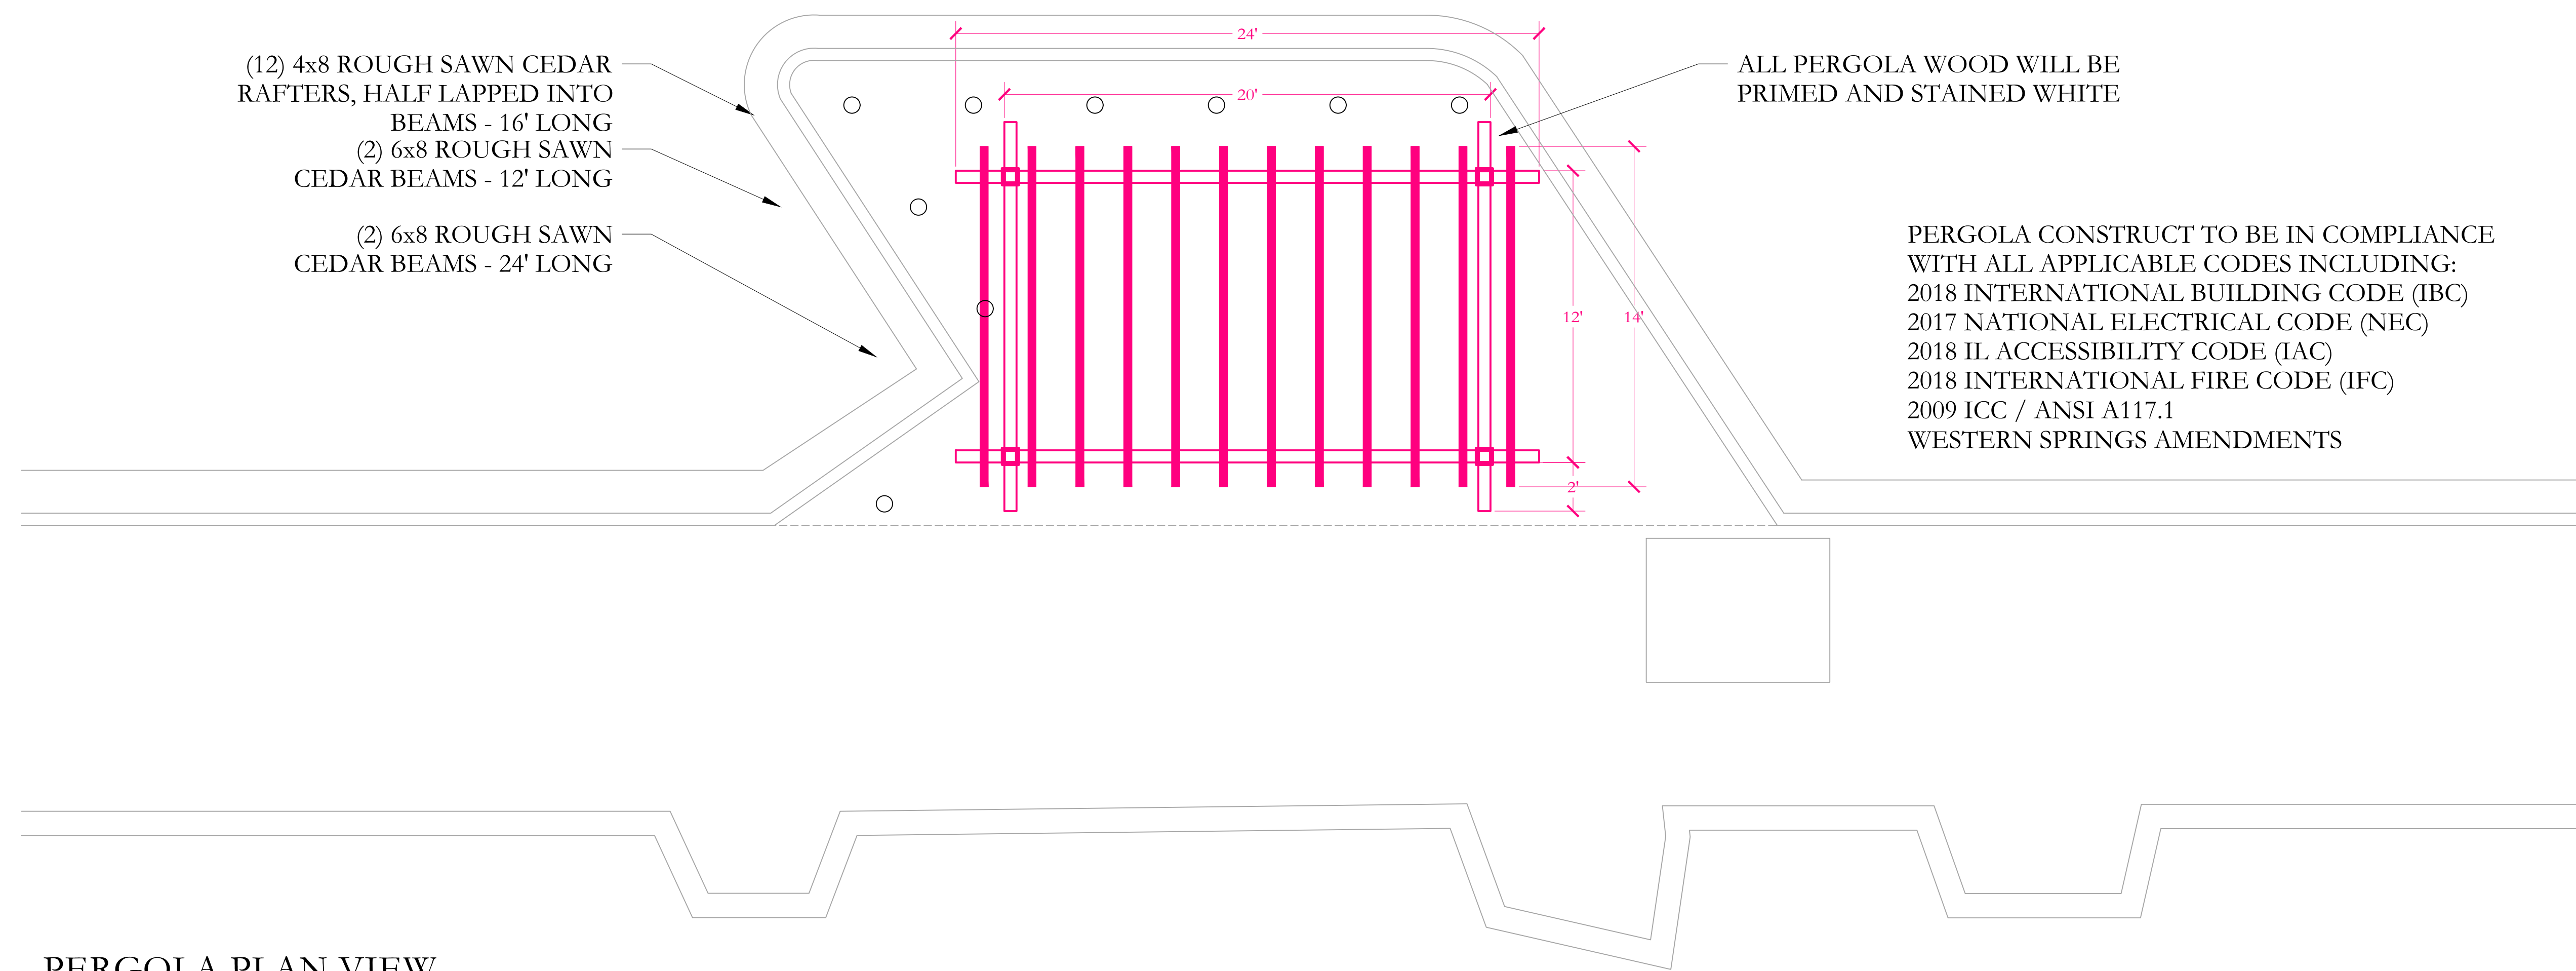 (12) 4x8 ROUGH SAWN CEDAR
RAFTERS, HALF LAPPED INTO
BEAMS - 16' LONG
(2) 6x8 ROUGH SAWN
CEDAR BEAMS - 12' LONG
(2) 6x8 ROUGH SAWN
CEDAR BEAMS - 24' LONG
24'
20'
12'
14'
2'
ALL PERGOLA WOOD WILL BE
PRIMED AND STAINED WHITE
PERGOLA CONSTRUCT TO BE IN COMPLIANCE
WITH ALL APPLICABLE CODES INCLUDING:
2018 INTERNATIONAL BUILDING CODE (IBC)
2017 NATIONAL ELECTRICAL CODE (NEC)
2018 IL ACCESSIBILITY CODE (IAC)
2018 INTERNATIONAL FIRE CODE (IFC)
2009 ICC / ANSI A117.1
WESTERN SPRINGS AMENDMENTS
PERGOLA PLAN VIEW